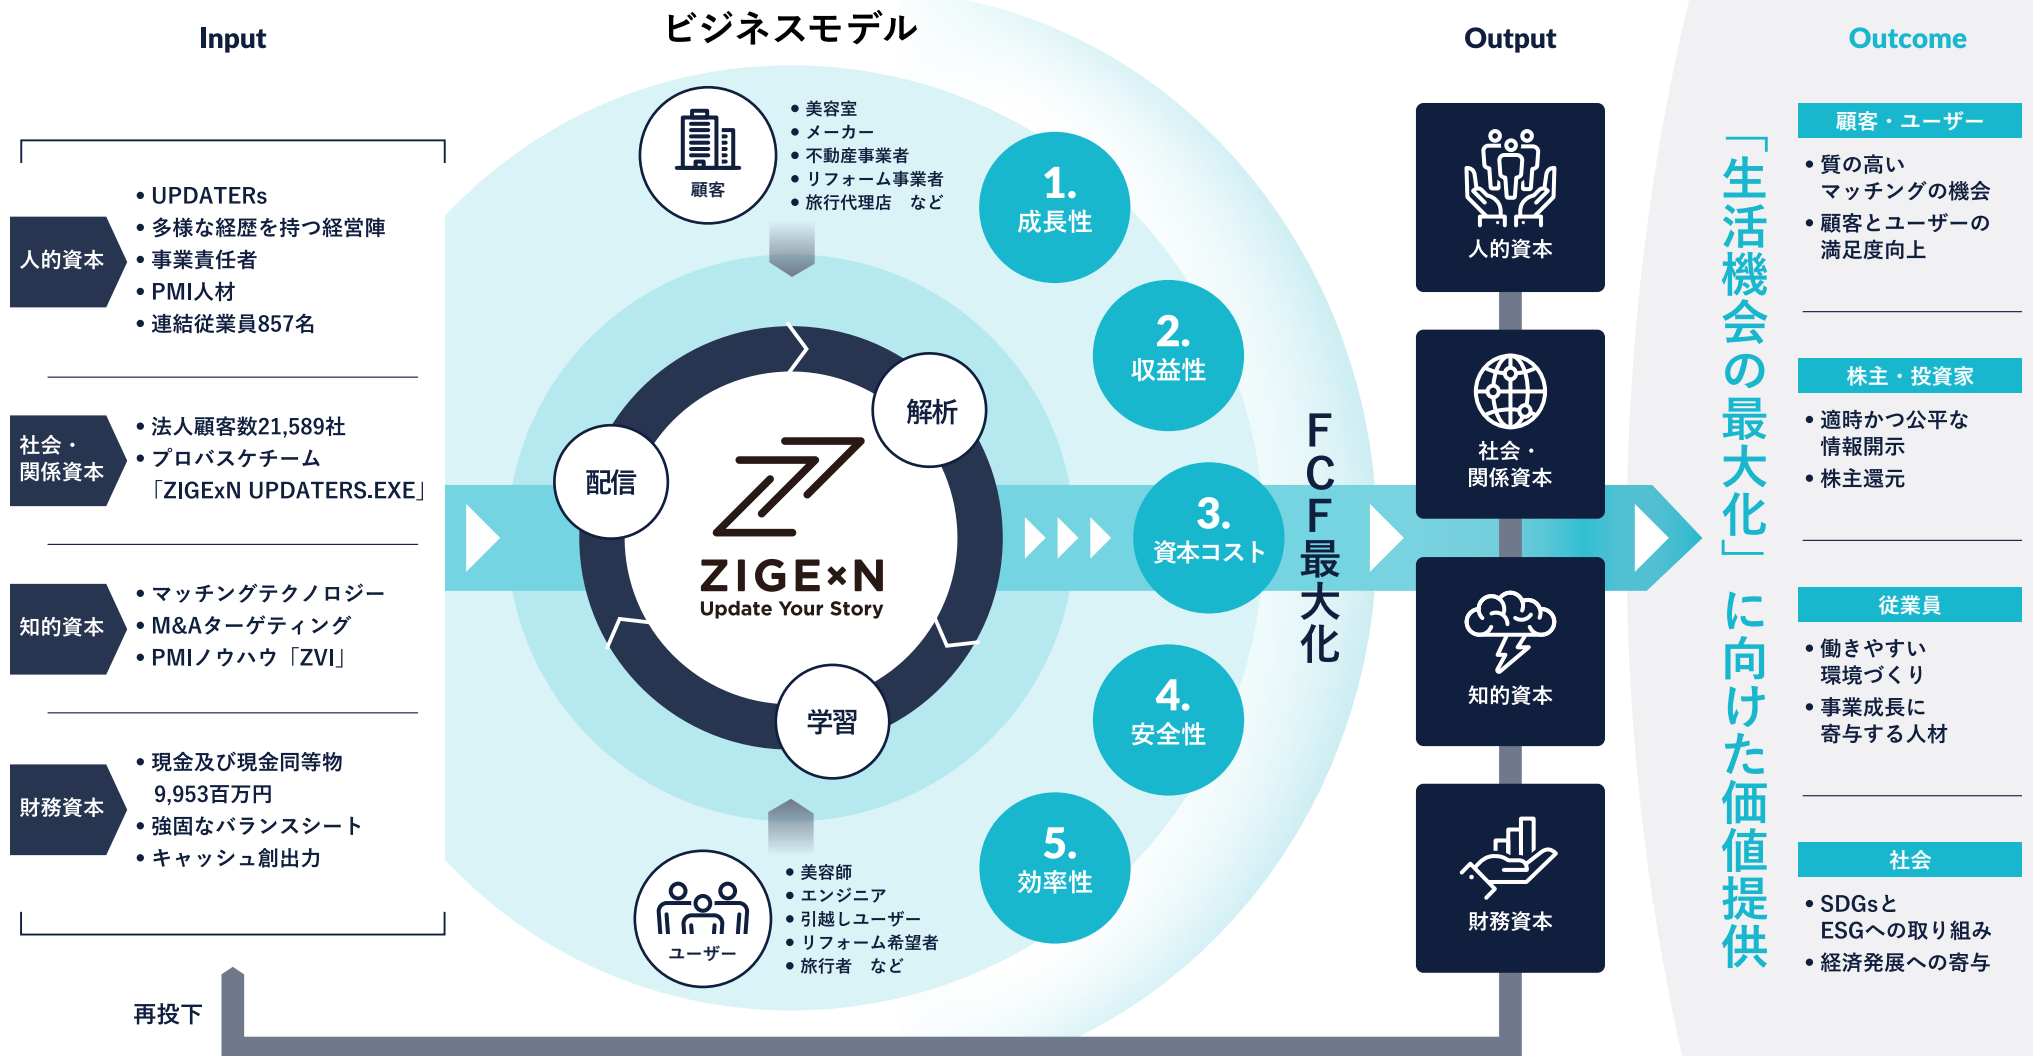 Input
人的資本
• UPDATERs
• 多様な経歴を持つ経営陣
• 事業責任者
• PMI人材
• 連結従業員857名
社会・
関係資本
• 法人顧客数21,589社
• プロバスケチーム
「ZIGExN UPDATERS.EXE」
知的資本
• マッチングテクノロジー
• M&Aターゲティング
• PMIノウハウ「ZVI」
財務資本
• 現金及び現金同等物
9,953百万円
• 強固なバランスシート
• キャッシュ創出力
再投下
ビジネスモデル
顧客
• 美容室
• メーカー
• 不動産事業者
• リフォーム事業者
• 旅行代理店　など
配信
解析
学習
ZIGE×N
Update Your Story
ユーザー
• 美容師
• エンジニア
• 引越しユーザー
• リフォーム希望者
• 旅行者　など
1.
成長性
2.
収益性
3.
資本コスト
4.
安全性
5.
効率性
FCF最大化
Output
人的資本
社会・
関係資本
知的資本
財務資本
「生活機会の最大化」に向けた価値提供
Outcome
顧客・ユーザー
• 質の高い
マッチングの機会
• 顧客とユーザーの
満足度向上
株主・投資家
• 適時かつ公平な
情報開示
• 株主還元
従業員
• 働きやすい
環境づくり
• 事業成長に
寄与する人材
社会
• SDGsと
ESGへの取り組み
• 経済発展への寄与